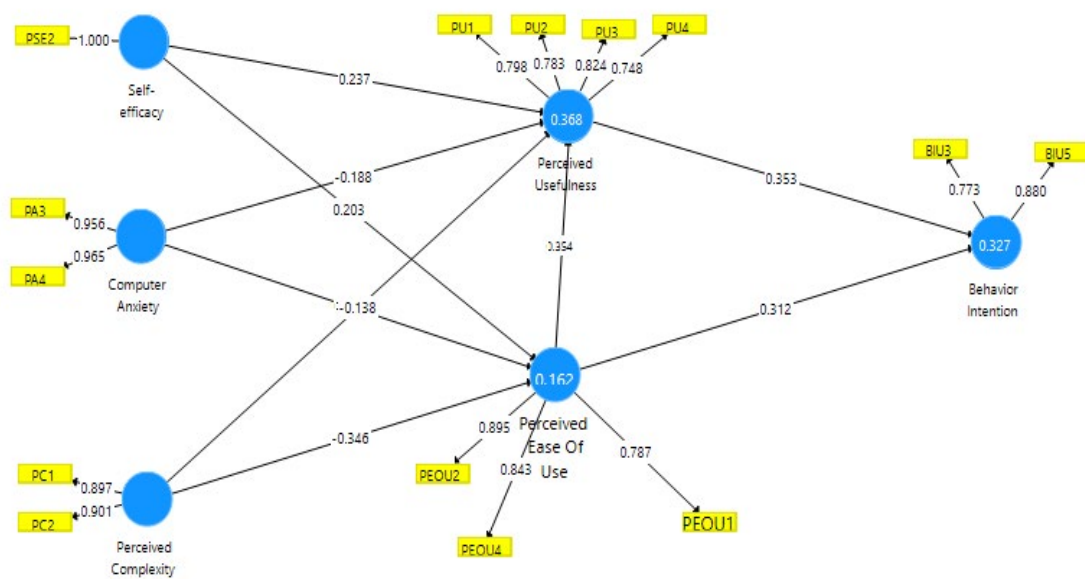 PSE2
1.000
Self-
efficacy
PA3
0.956
0.965
PA4
Computer
Anxiety
PC1
0.897
0.901
PC2
Perceived
Complexity
0.237
-0.188
0.203
-0.138
-0.346
PU1
PU2
PU3
PU4
0.798
0.783
0.824
0.748
0.368
Perceived
Usefulness
0.353
0.312
0.162
Perceived
Ease Of
Use
0.895
0.843
0.787
PEOU2
PEOU4
PEOU1
BIU3
BIU5
0.773
0.880
0.327
Behavior
Intention